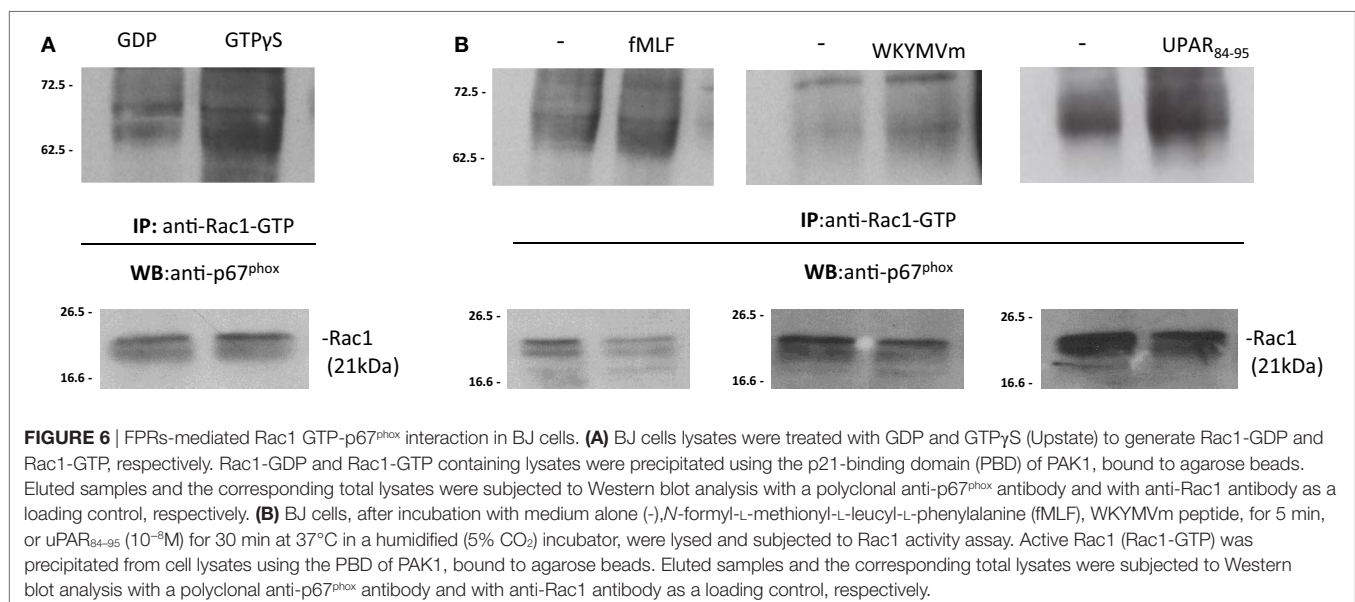 A
GDP GTPγS
72.5 -
62.5 -
IP: anti-Rac1-GTP
WB:anti-p67phox
26.5 -
16.6 -
-Rac1
(21kDa)
B
- fMLF - WKYMVm - UPAR84-95
72.5 -
62.5 -
IP:anti-Rac1-GTP
WB:anti-p67phox
26.5 - 26.5 - 26.5 -
16.6 - 16.6 - 16.6 -
-Rac1
(21kDa)
FIGURE 6 | FPRs-mediated Rac1 GTP-p67phox interaction in BJ cells. (A) BJ cells lysates were treated with GDP and GTPγS (Upstate) to generate Rac1-GDP and
Rac1-GTP, respectively. Rac1-GDP and Rac1-GTP containing lysates were precipitated using the p21-binding domain (PBD) of PAK1, bound to agarose beads.
Eluted samples and the corresponding total lysates were subjected to Western blot analysis with a polyclonal anti-p67phox antibody and with anti-Rac1 antibody as a
loading control, respectively. (B) BJ cells, after incubation with medium alone (-),N-formyl-L-methionyl-L-leucyl-L-phenylalanine (fMLF), WKYMVm peptide, for 5 min,
or uPAR84–95 (10−8M) for 30 min at 37°C in a humidified (5% CO2) incubator, were lysed and subjected to Rac1 activity assay. Active Rac1 (Rac1-GTP) was
precipitated from cell lysates using the PBD of PAK1, bound to agarose beads. Eluted samples and the corresponding total lysates were subjected to Western
blot analysis with a polyclonal anti-p67phox antibody and with anti-Rac1 antibody as a loading control, respectively.